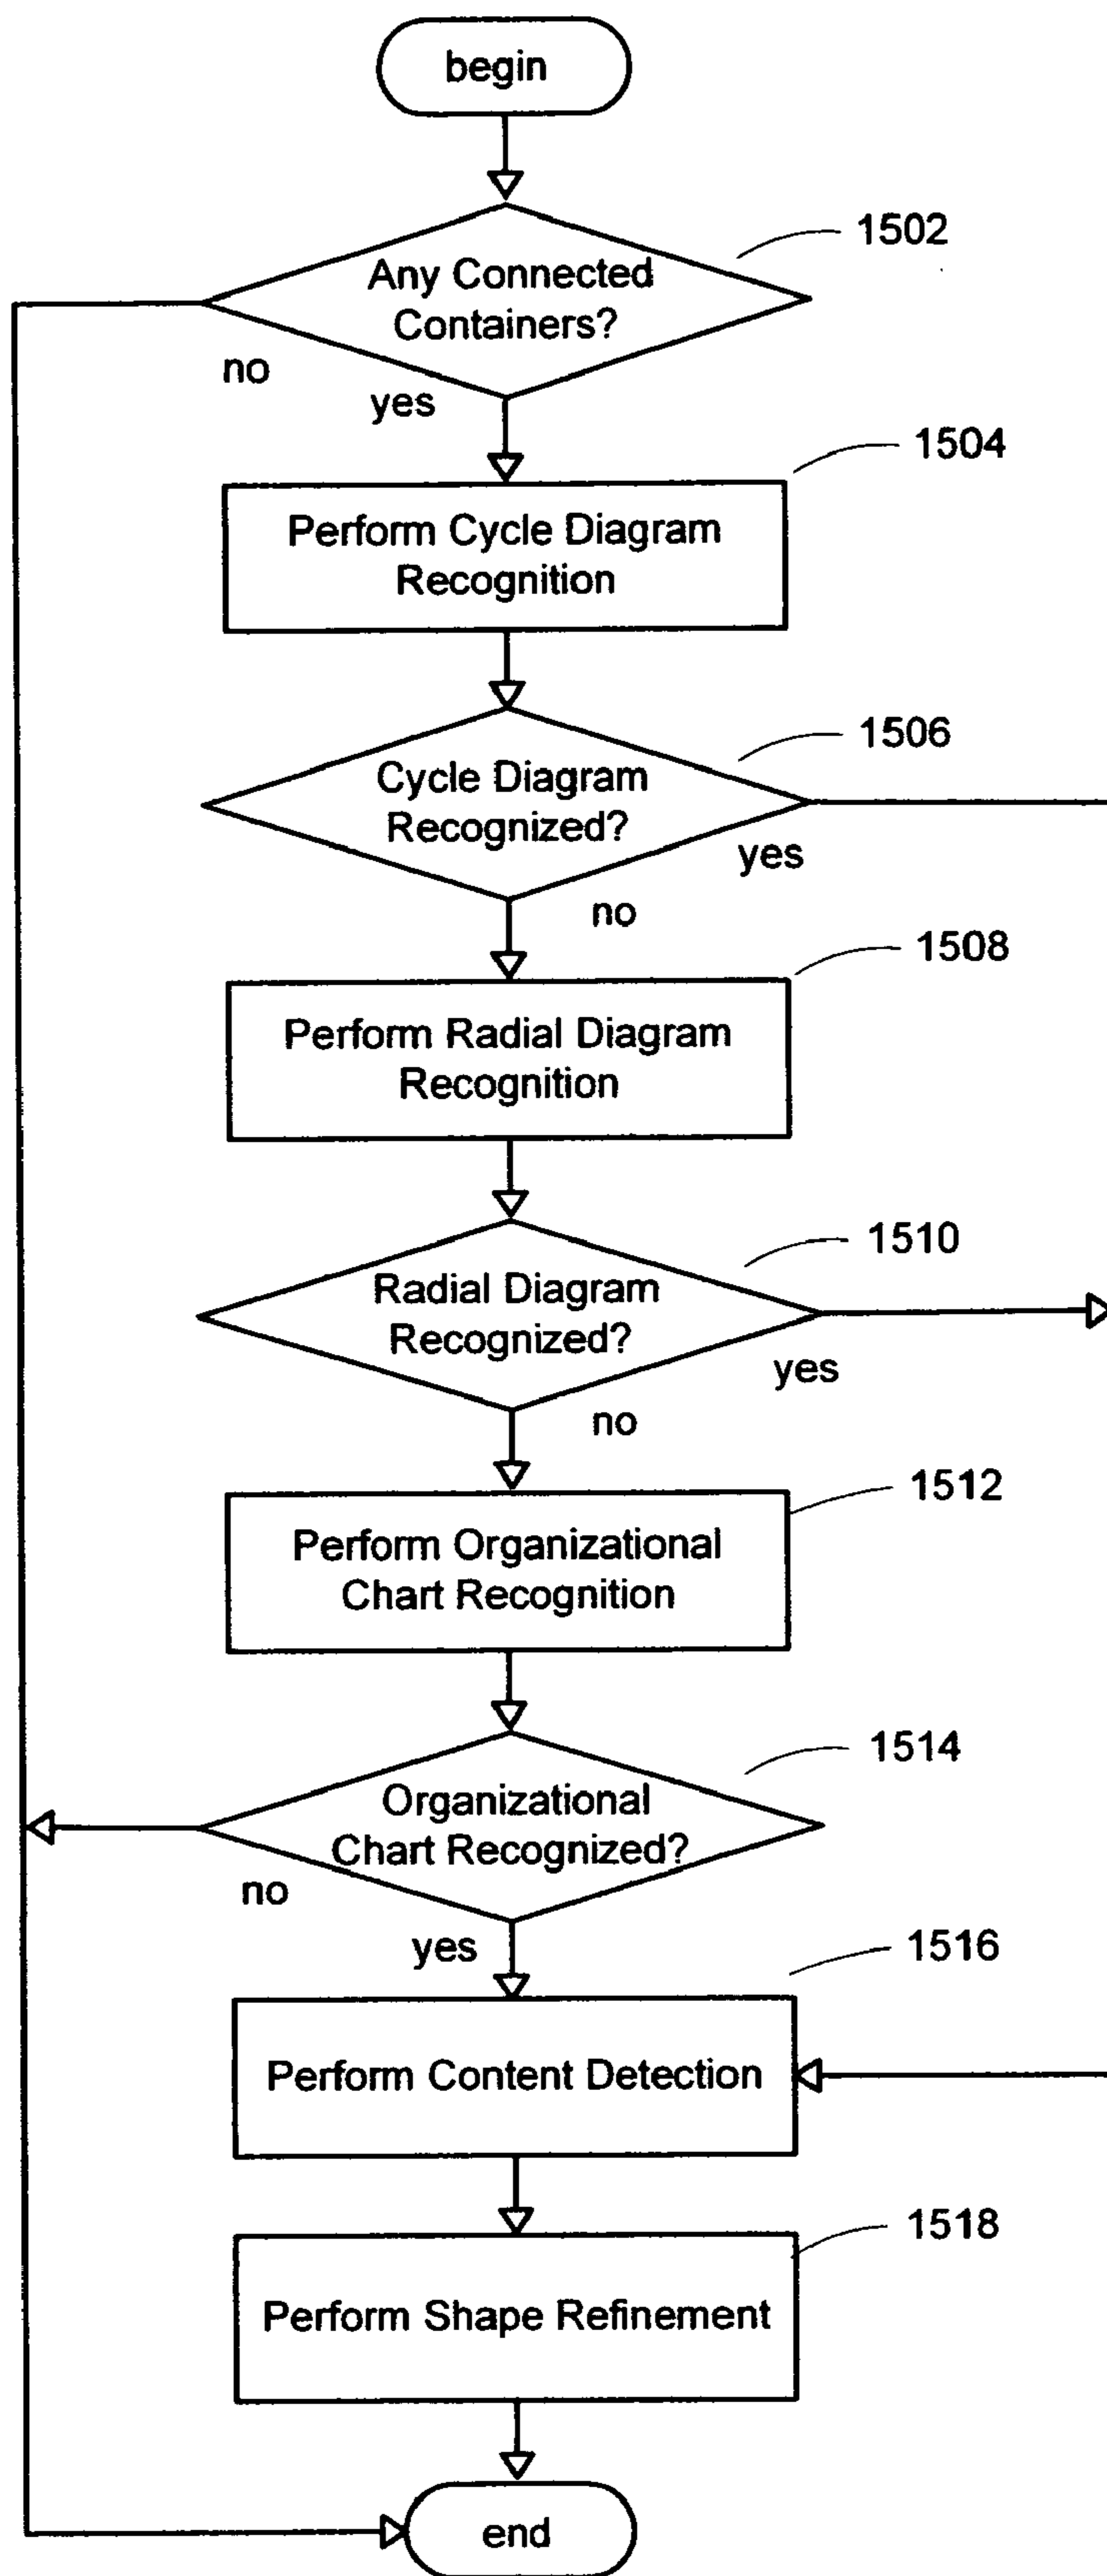 begin
1502
Any Connected
Containers?
no
yes
1504
Perform Cycle Diagram
Recognition
1506
Cycle Diagram
Recognized?
yes
no
1508
Perform Radial Diagram
Recognition
1510
Radial Diagram
Recognized?
yes
no
1512
Perform Organizational
Chart Recognition
1514
Organizational
Chart Recognized?
no
yes
1516
Perform Content Detection
1518
Perform Shape Refinement
end